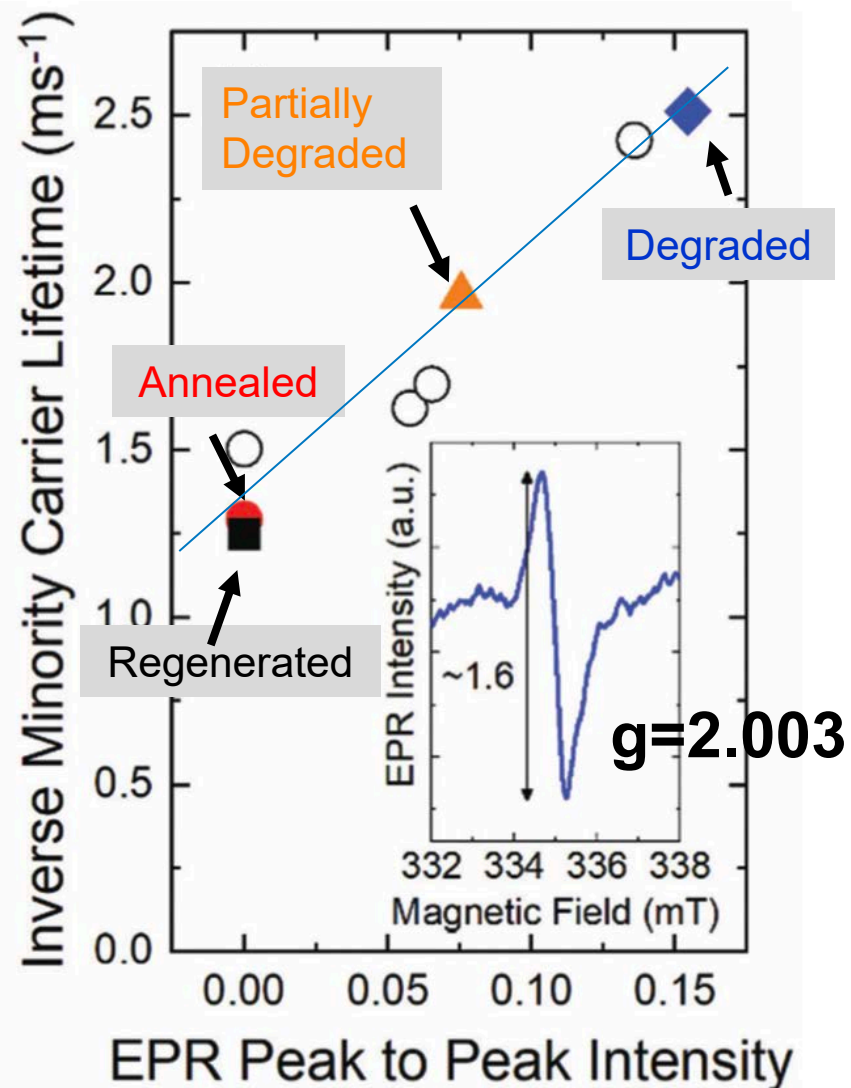 Inverse Minority Carrier Lifetime (ms-1)
2.5
2.0
1.5
1.0
0.5
0.0
Partially
Degraded
Degraded
Annealed
Regenerated
EPR Intensity (a.u.)
~1.6
g=2.003
332 334 336 338
Magnetic Field (mT)
0.00 0.05 0.10 0.15
EPR Peak to Peak Intensity